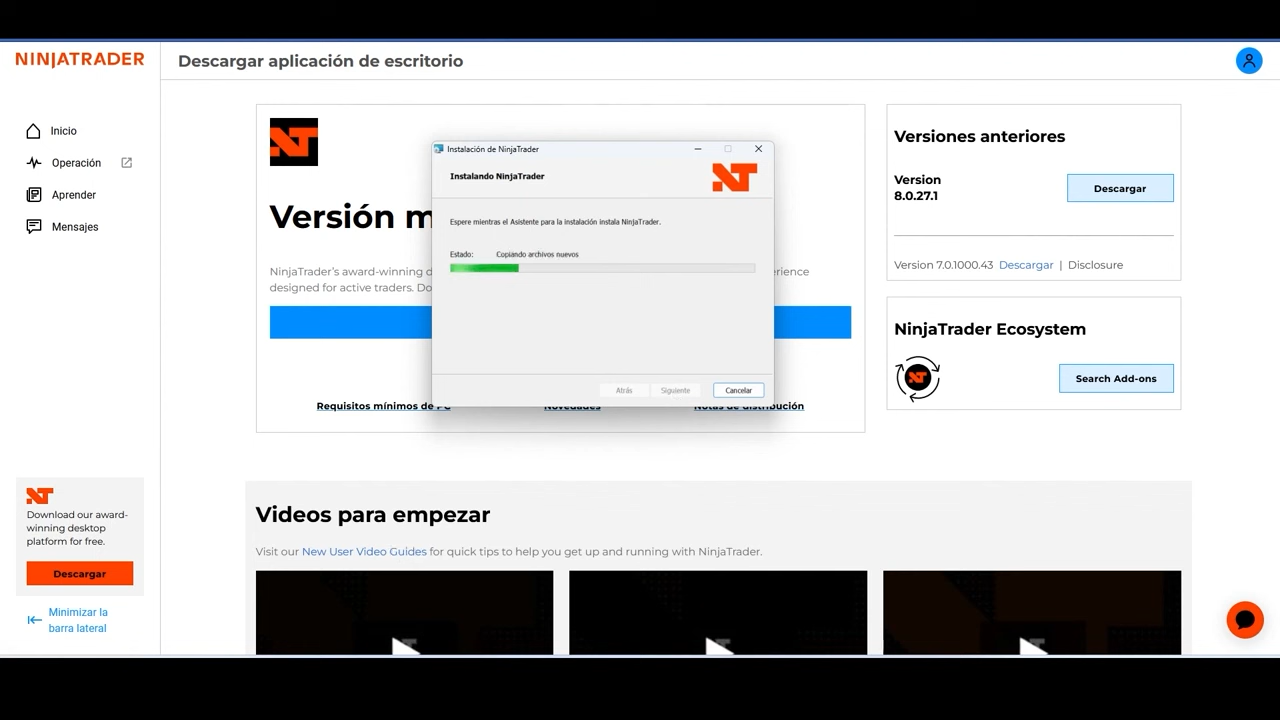 NINJATRADER
Descargar aplicación de escritorio
Inicio
Operación
Aprender
Mensajes
Download our award-
winning desktop
platform for free.
Descargar
Minimizar la
barra lateral
Versión m
NinjaTrader's award-winning d
erience
designed for active traders. Do
Requisitos mínimos de PC
Novedades
Notas de distribución
Instalación de NinjaTrader
Instalando NinjaTrader
Espere mientras el Asistente para la instalación instala NinjaTrader.
Estado: Copiando archivos nuevos
Atrás
Siguiente
Cancelar
Versiones anteriores
Version
8.0.27.1
Descargar
Version 7.0.1000.43 Descargar | Disclosure
NinjaTrader Ecosystem
Search Add-ons
Videos para empezar
Visit our New User Video Guides for quick tips to help you get up and running with NinjaTrader.